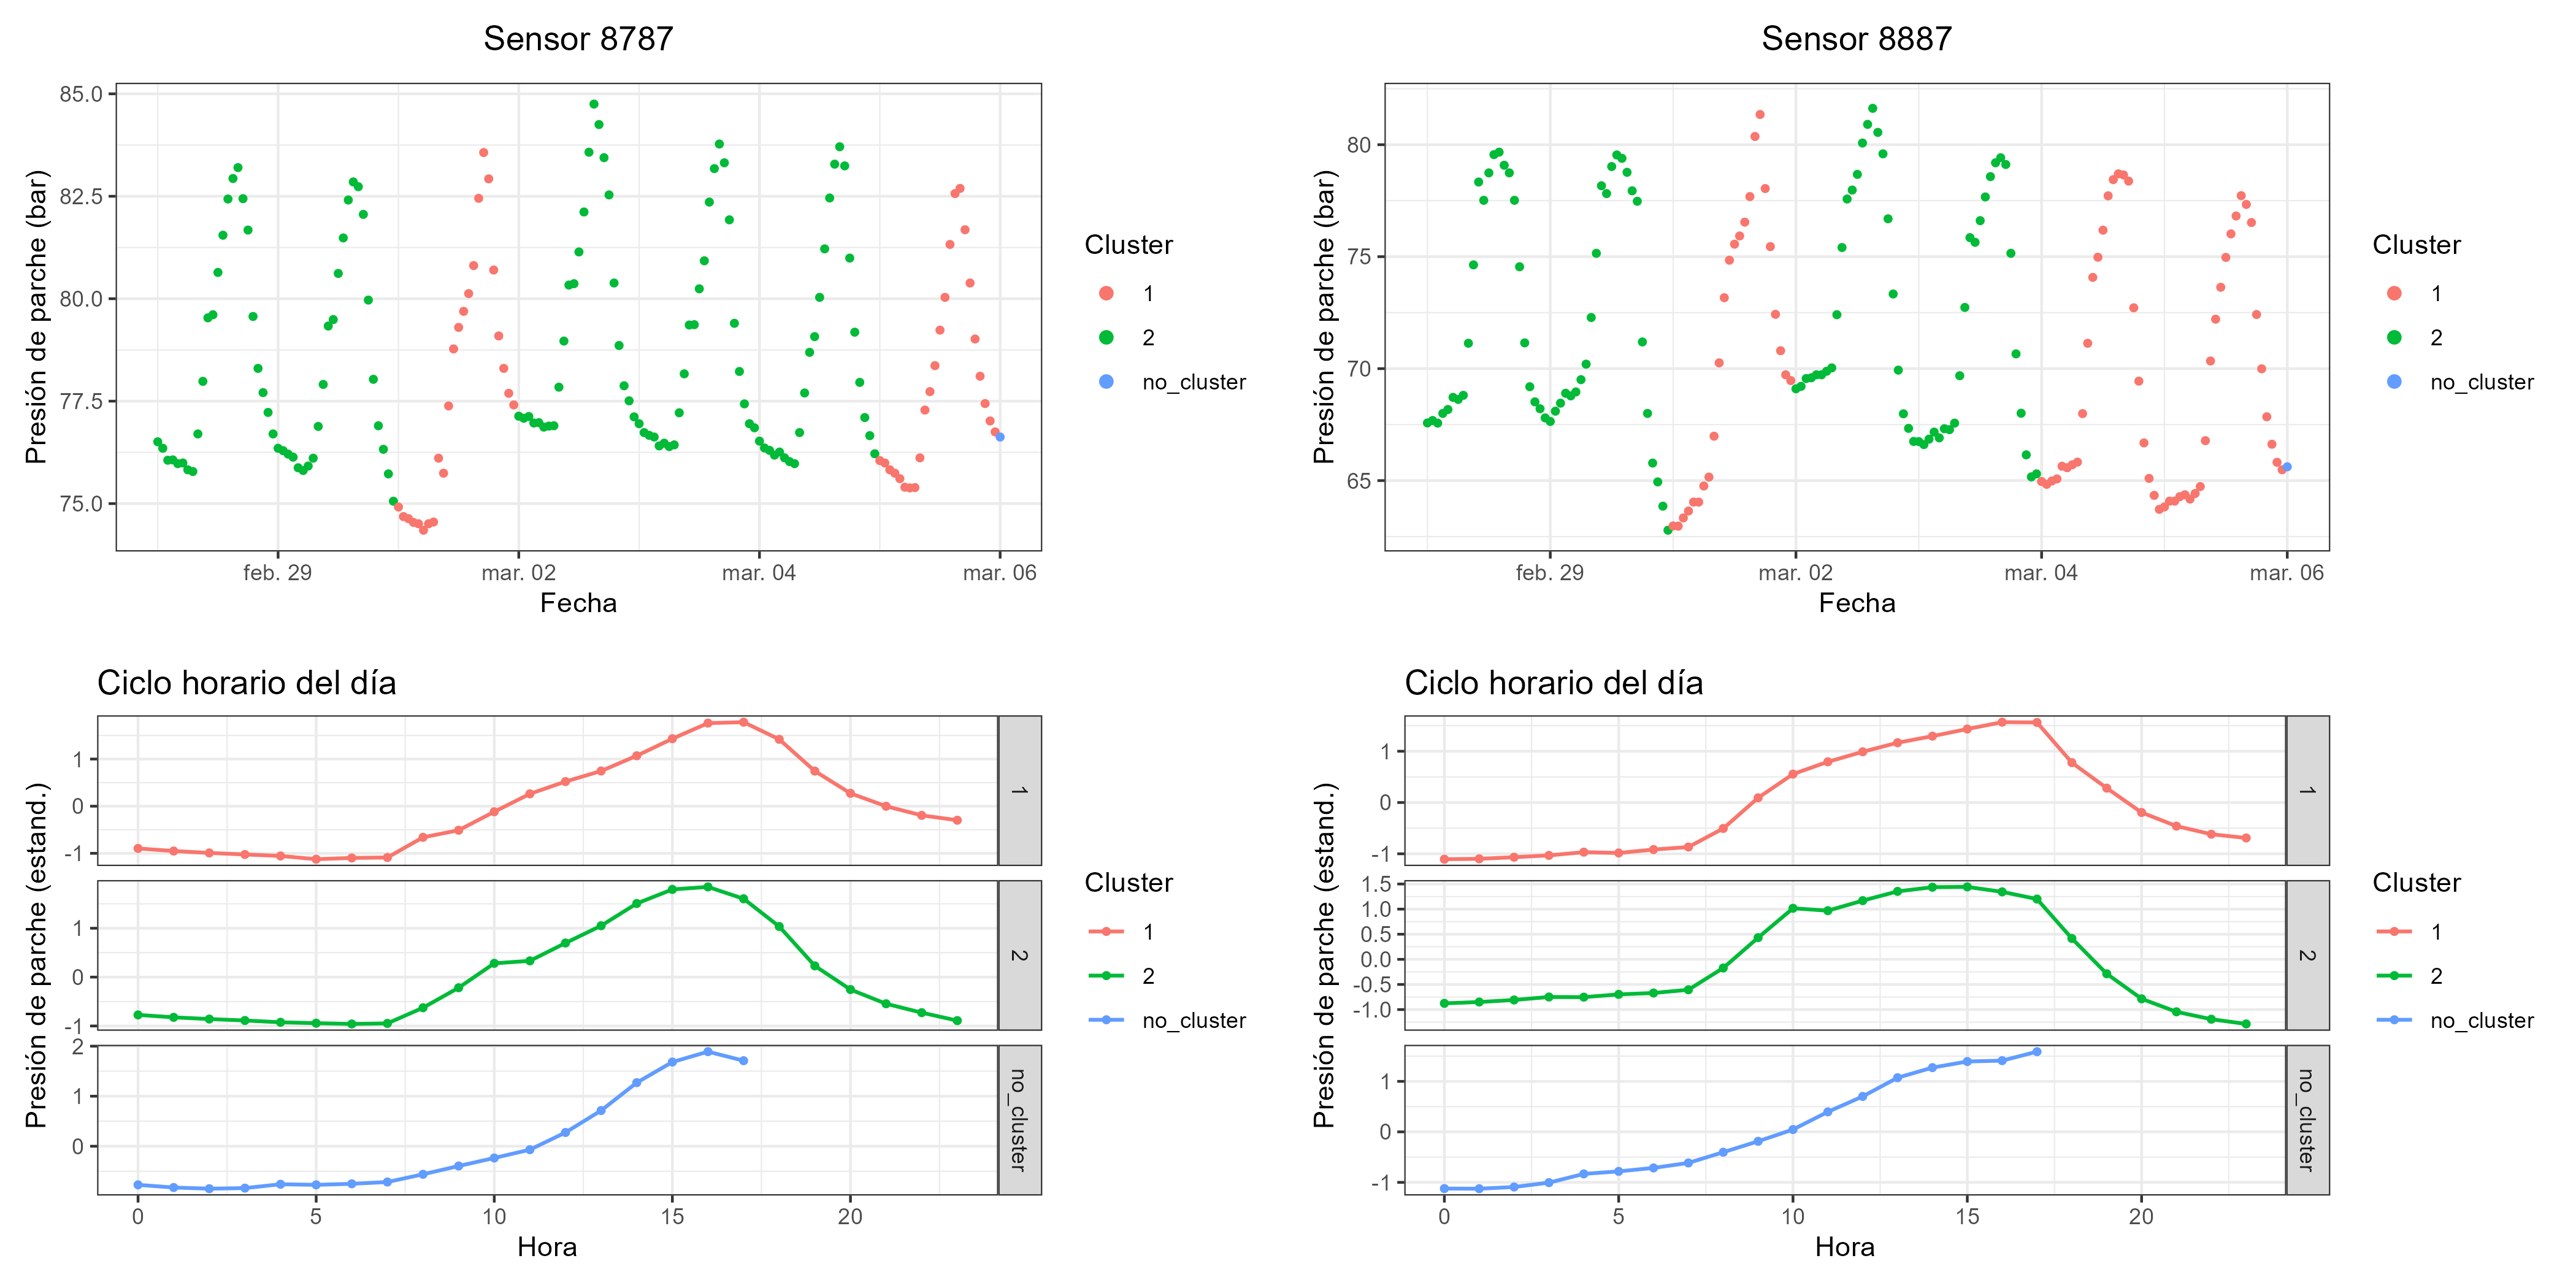 Sensor 8787
Presión de parche (bar)
85.0
82.5
80.0
77.5
75.0
feb. 29
mar. 02
mar. 04
mar. 06
Fecha
Cluster
1
2
no_cluster
Sensor 8887
Presión de parche (bar)
80
75
70
65
feb. 29
mar. 02
mar. 04
mar. 06
Fecha
Cluster
1
2
no_cluster
Ciclo horario del día
Presión de parche (estand.)
1
0
-1
1
1
0
-1
2
2
1
0
no_cluster
0
5
10
15
20
Hora
Cluster
1
2
no_cluster
Ciclo horario del día
Presión de parche (estand.)
1
0
-1
1
1.5
1.0
0.5
0.0
-0.5
-1.0
2
1
0
-1
no_cluster
0
5
10
15
20
Hora
Cluster
1
2
no_cluster